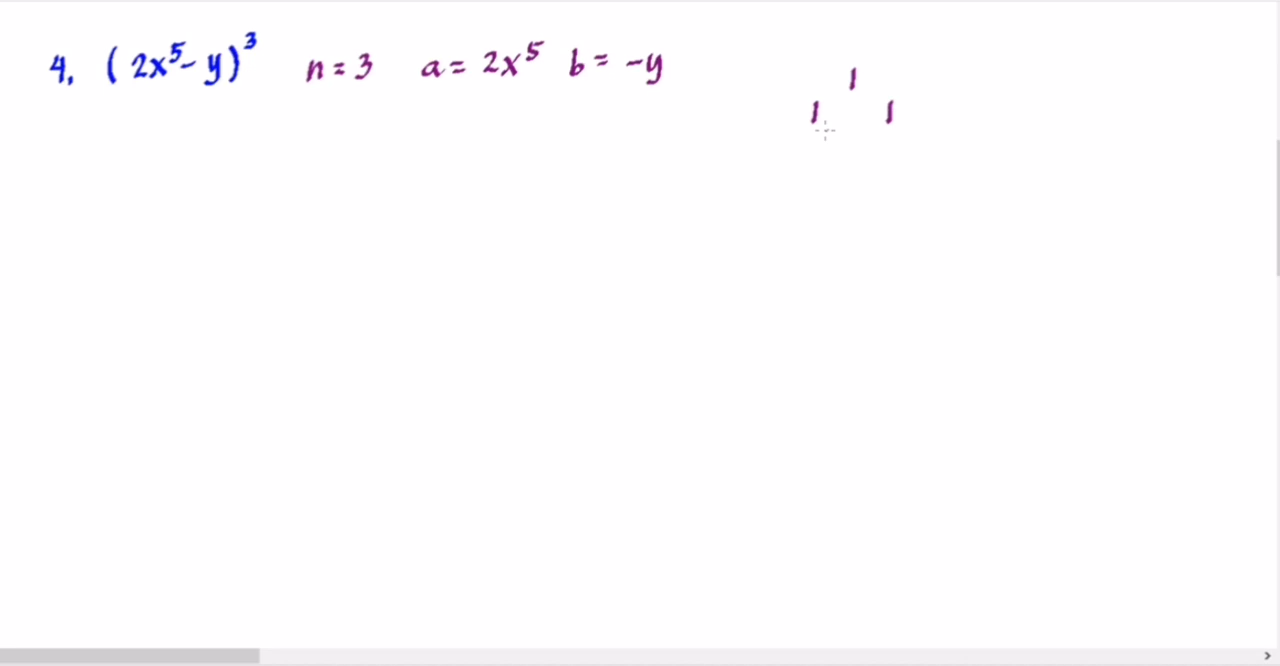 4. (2x⁵- y)³ n = 3 a = 2x⁵ b = -y
1
1 1